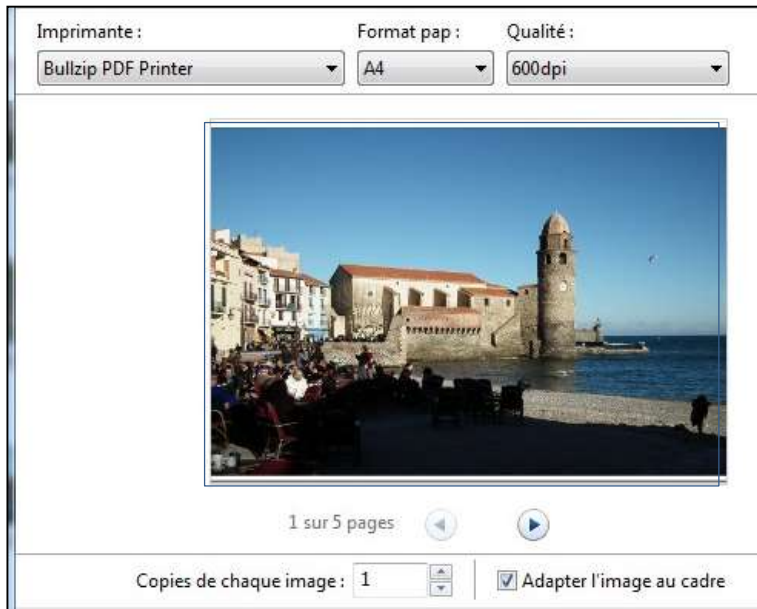 Imprimante : Format pap : Qualité :
Bullzip PDF Printer A4 600dpi
1 sur 5 pages
Copies de chaque image : 1 Adapter l'image au cadre